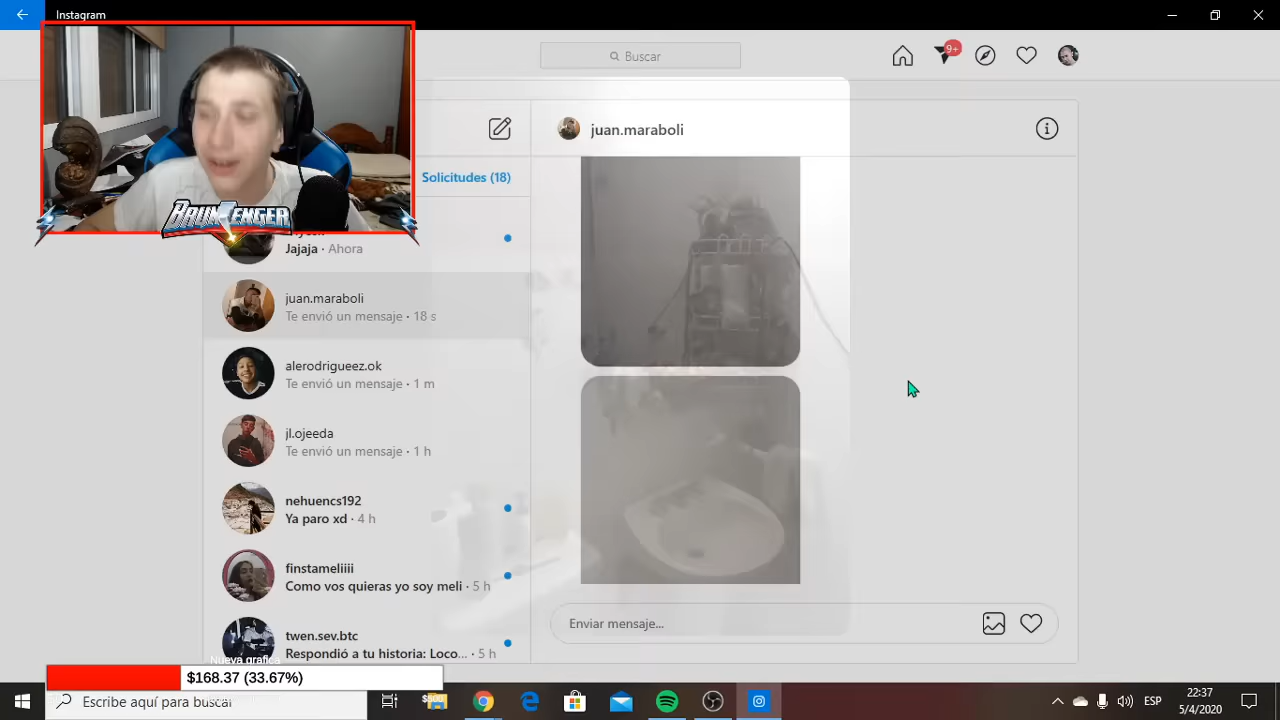 Instagram
Buscar
9+
BRUNENGER
juan.maraboli
Solicitudes (18)
Jajaja · Ahora
juan.maraboli
Te envió un mensaje · 18 s
alerodrigueez.ok
Te envió un mensaje · 1 m
jl.ojeeda
Te envió un mensaje · 1 h
nehuencs192
Ya paro xd · 4 h
finstameliiii
Como vos quieras yo soy meli · 5 h
twen.sev.btc
Respondió a tu historia: Loco... · 5 h
Enviar mensaje...
Nueva grafica
$168.37 (33.67%)
$500
Escribe aquí para buscar
ESP
22:37
5/4/2020